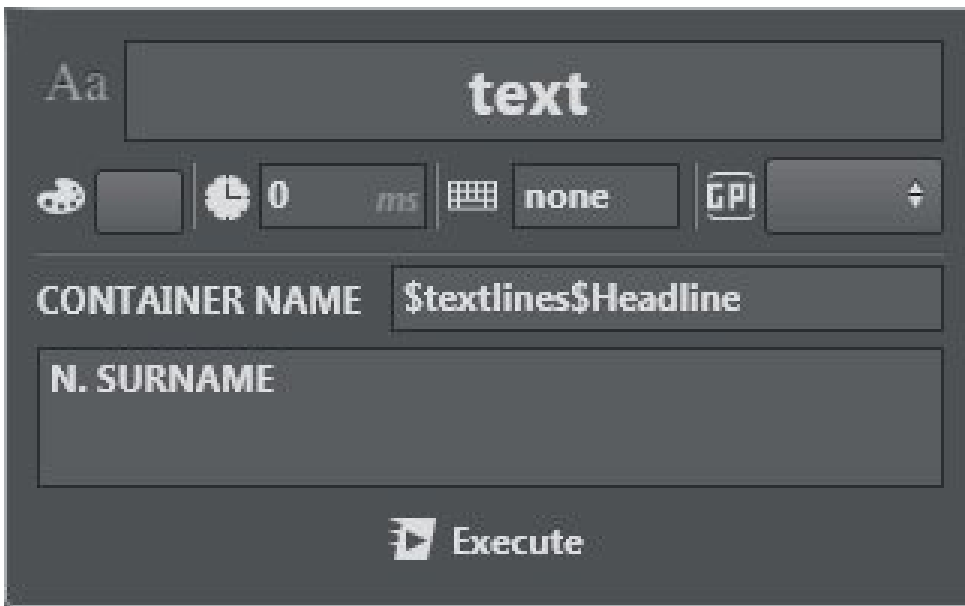 Aa text
0 ms none GPI
CONTAINER NAME $textlines$Headline
N. SURNAME
Execute